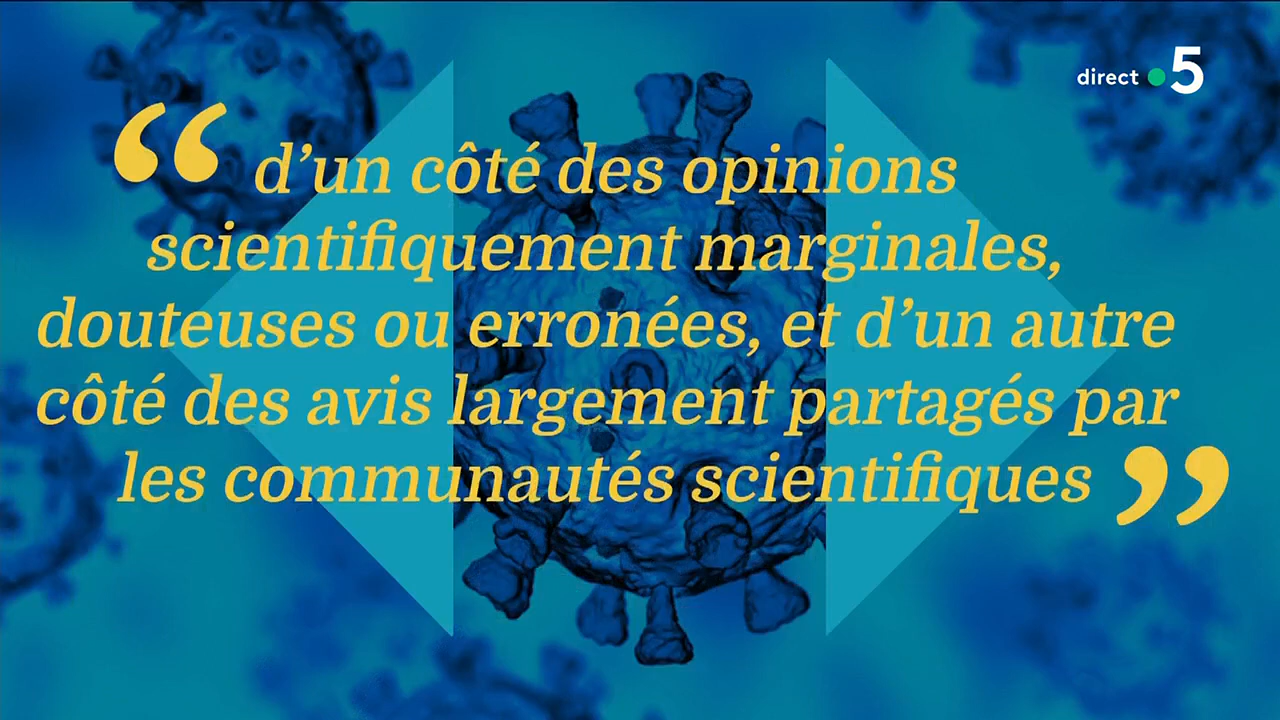 direct 5
“ d’un côté des opinions
scientifiquement marginales,
douteuses ou erronées, et d’un autre
côté des avis largement partagés par
les communautés scientifiques ”